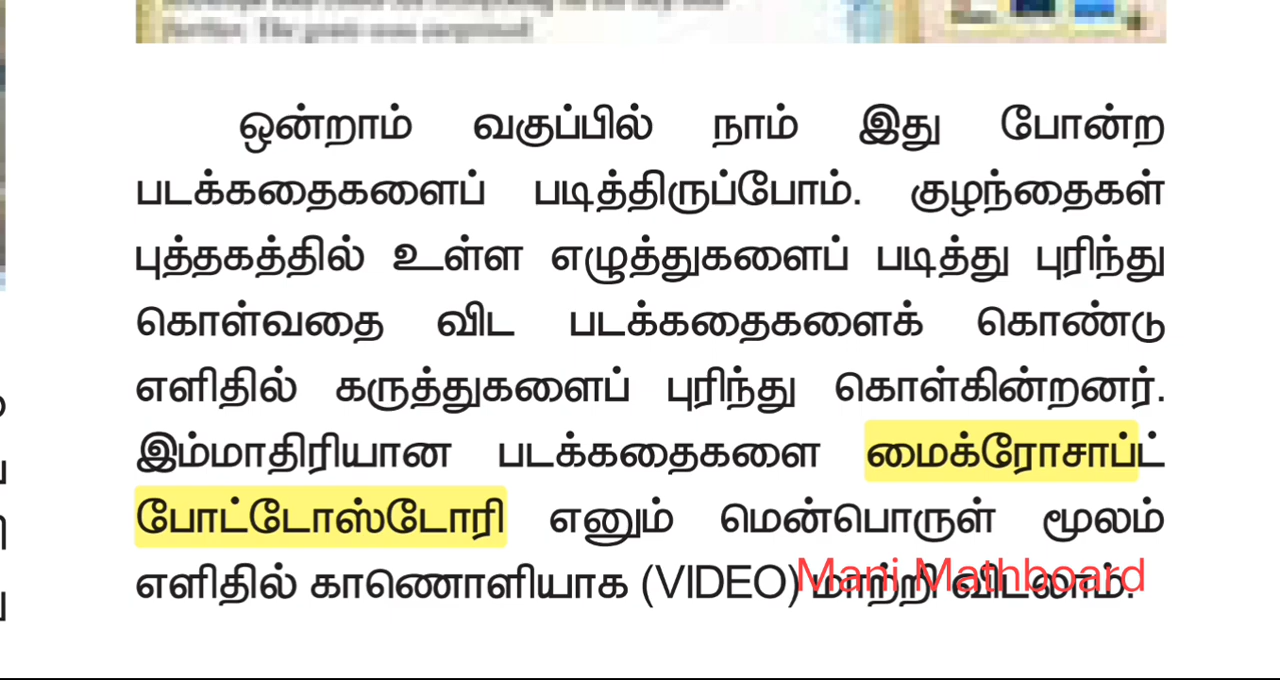 ஒன்றாம் வகுப்பில் நாம் இது போன்ற
படக்கதைகளைப் படித்திருப்போம். குழந்தைகள்
புத்தகத்தில் உள்ள எழுத்துகளைப் படித்து புரிந்து
கொள்வதை விட படக்கதைகளைக் கொண்டு
எளிதில் கருத்துகளைப் புரிந்து கொள்கின்றனர்.
இம்மாதிரியான படக்கதைகளை மைக்ரோசாப்ட்
போட்டோஸ்டோரி எனும் மென்பொருள் மூலம்
எளிதில் காணொளியாக (VIDEO) மாற்றி விடலாம்.
Mani Mathboard